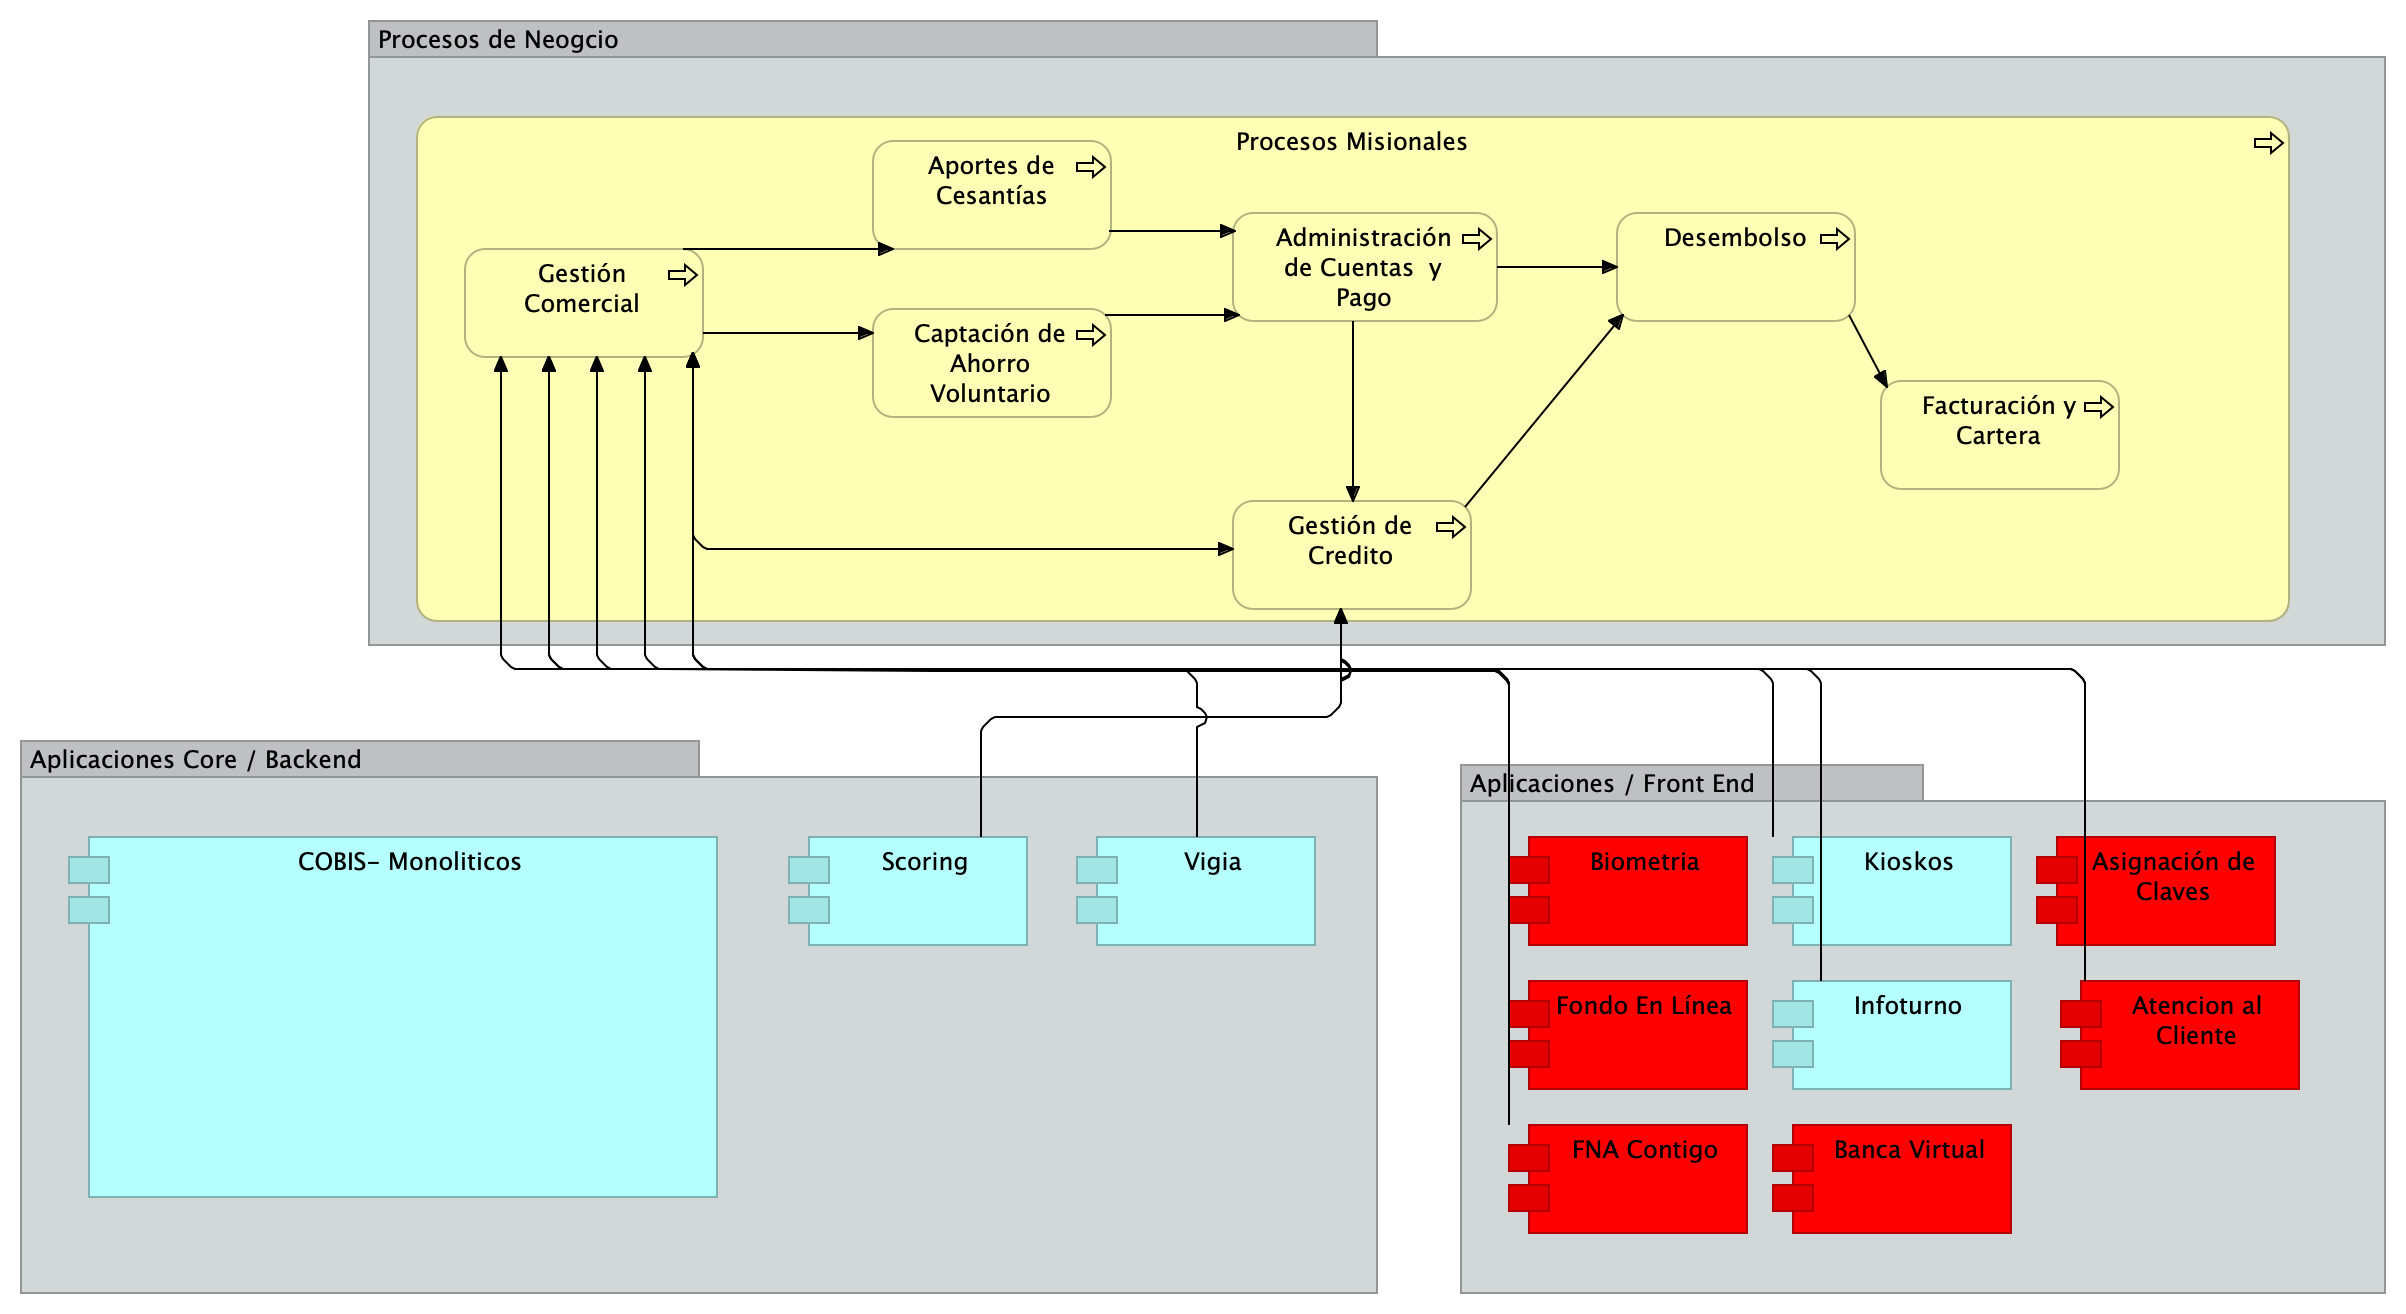 Procesos de Neogcio
Procesos Misionales
Aportes de
Cesantías
Gestión
Comercial
Captación de
Ahorro
Voluntario
Administración
de Cuentas  y
Pago
Desembolso
Facturación y
Cartera
Gestión de
Credito
Aplicaciones Core / Backend
COBIS- Monoliticos
Scoring
Vigia
Aplicaciones / Front End
Biometria
Kioskos
Asignación de
Claves
Fondo En Línea
Infoturno
Atencion al
Cliente
FNA Contigo
Banca Virtual